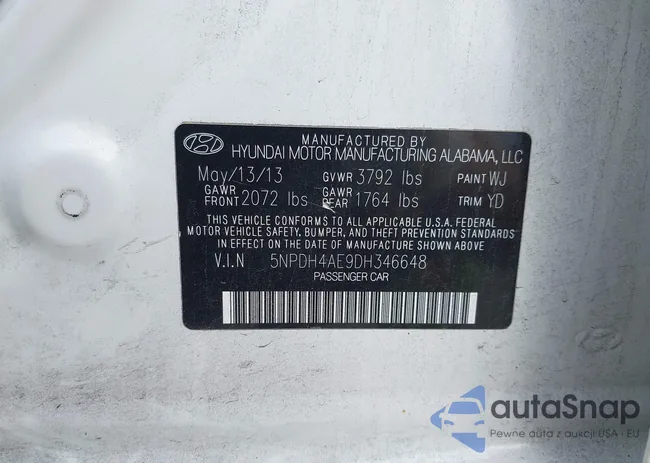 MANUFACTURED BY
HYUNDAI MOTOR MANUFACTURING ALABAMA, LLC
May/13/13 GVWR 3792 lbs PAINT WJ
GAWR FRONT 2072 lbs GAWR REAR 1764 lbs TRIM YD
THIS VEHICLE CONFORMS TO ALL APPLICABLE U.S.A. FEDERAL
MOTOR VEHICLE SAFETY, BUMPER, AND THEFT PREVENTION STANDARDS
IN EFFECT ON THE DATE OF MANUFACTURE SHOWN ABOVE.
V.I.N 5NPDH4AE9DH346648
PASSENGER CAR
autoSnap
Pewne auta z aukcji USA - EU